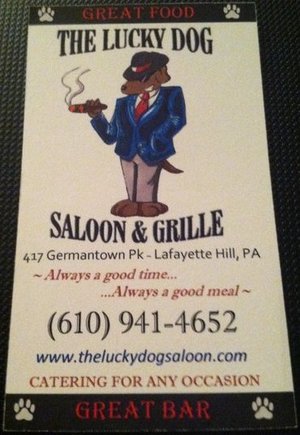 GREAT FOOD
THE LUCKY DOG
SALOON & GRILLE
417 Germantown Pk - Lafayette Hill, PA
~ Always a good time...
...Always a good meal ~
(610) 941-4652
www.theluckydogsaloon.com
CATERING FOR ANY OCCASION
GREAT BAR